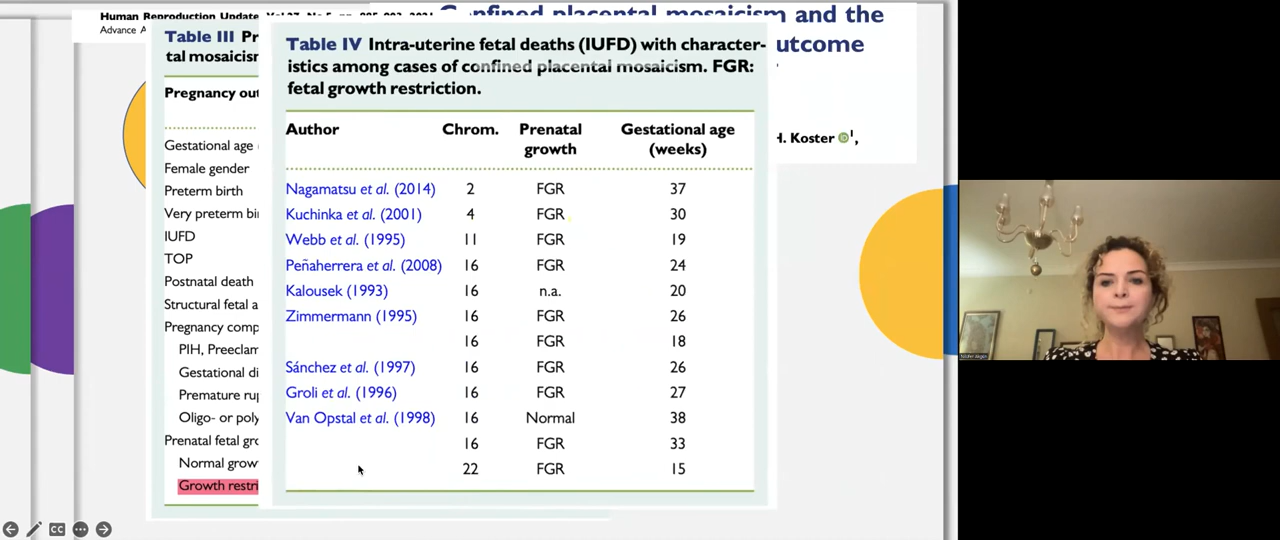 Human Reproduction Update
Advance A
Confined placental mosaicism and the
utcome
H. Koster
Table III Pr
tal mosaicism
Pregnancy out
Gestational age
Female gender
Preterm birth
Very preterm bi
IUFD
TOP
Postnatal death
Structural fetal a
Pregnancy comp
PIH, Preeclam
Gestational di
Premature rup
Oligo- or poly
Prenatal fetal gro
Normal grow
Growth restri
Table IV Intra-uterine fetal deaths (IUFD) with character-
istics among cases of confined placental mosaicism. FGR:
fetal growth restriction.
Author Chrom. Prenatal growth Gestational age (weeks)
Nagamatsu et al. (2014) 2 FGR 37
Kuchinka et al. (2001) 4 FGR 30
Webb et al. (1995) 11 FGR 19
Peñaherrera et al. (2008) 16 FGR 24
Kalousek (1993) 16 n.a. 20
Zimmermann (1995) 16 FGR 26
16 FGR 18
Sánchez et al. (1997) 16 FGR 26
Groli et al. (1996) 16 FGR 27
Van Opstal et al. (1998) 16 Normal 38
16 FGR 33
22 FGR 15
CC